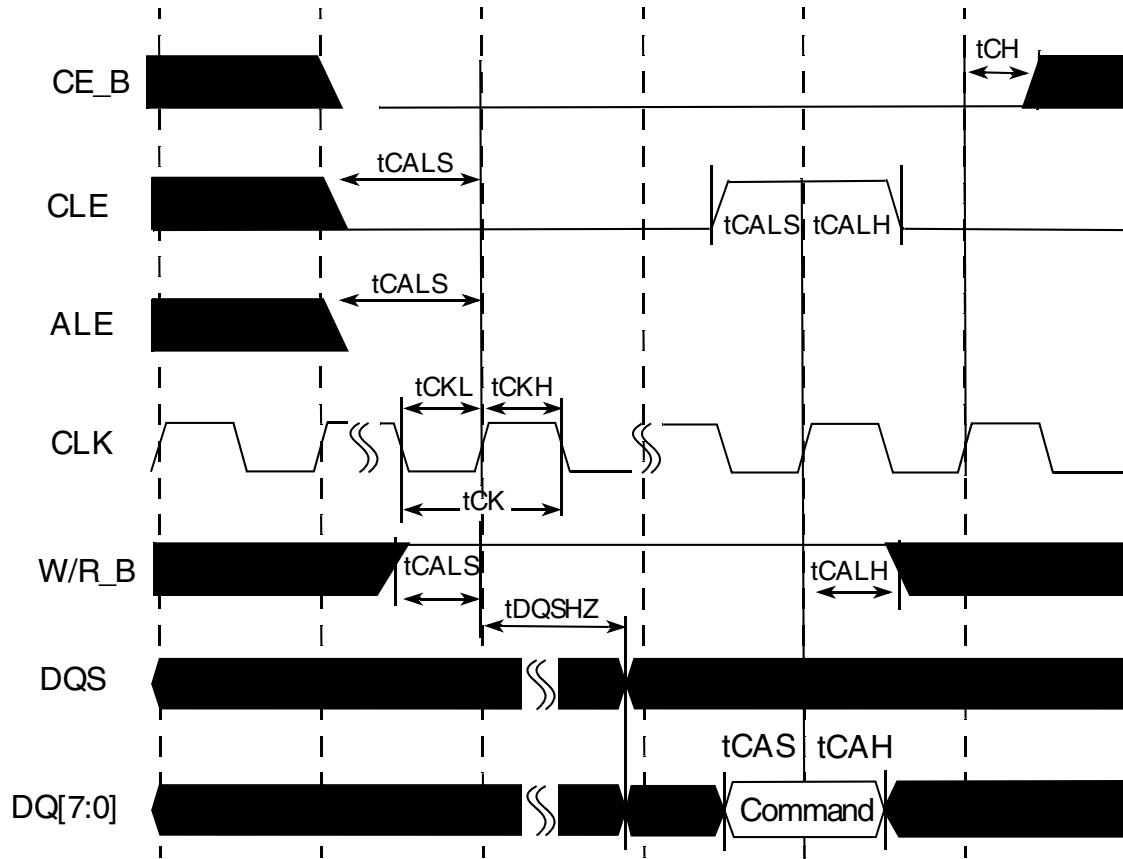 tCH
CE_B
tCALS
CLE
tCALS tCALH
tCALS
ALE
tCKL tCKH
CLK
tCK
W/R_B
tCALS
tCALH
tDQSHZ
DQS
tCAS tCAH
DQ[7:0]
Command